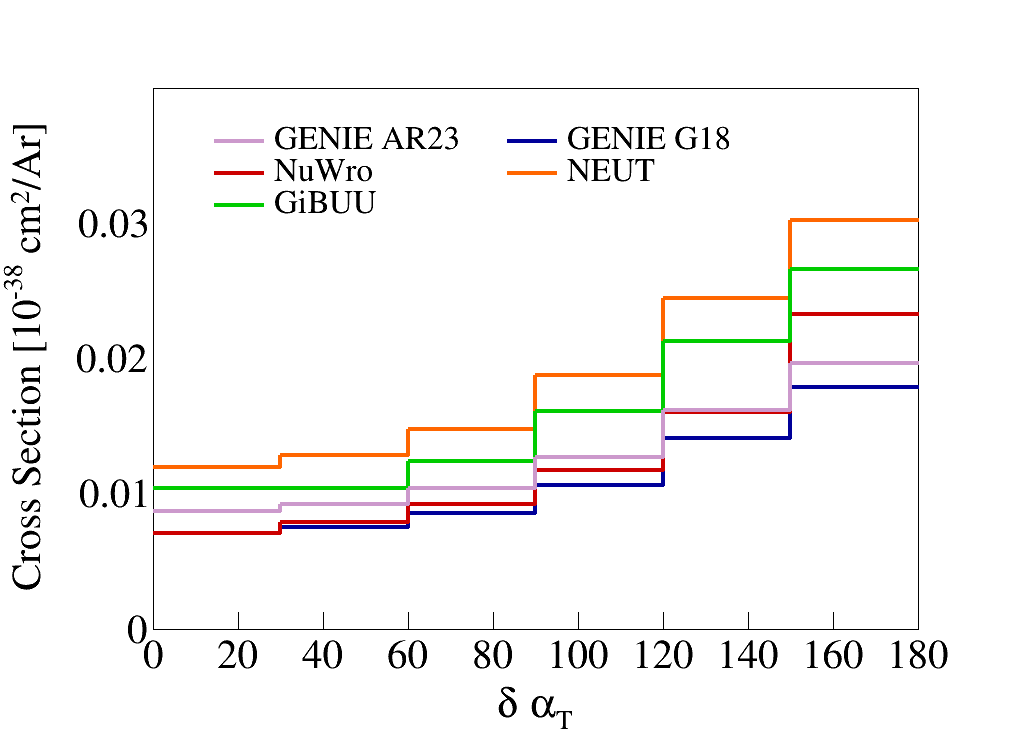 GENIE AR23
GENIE G18
NuWro
NEUT
GiBUU
Cross Section [10⁻³⁸ cm²/Ar]
0.03
0.02
0.01
0
0 20 40 60 80 100 120 140 160 180
δ α_T